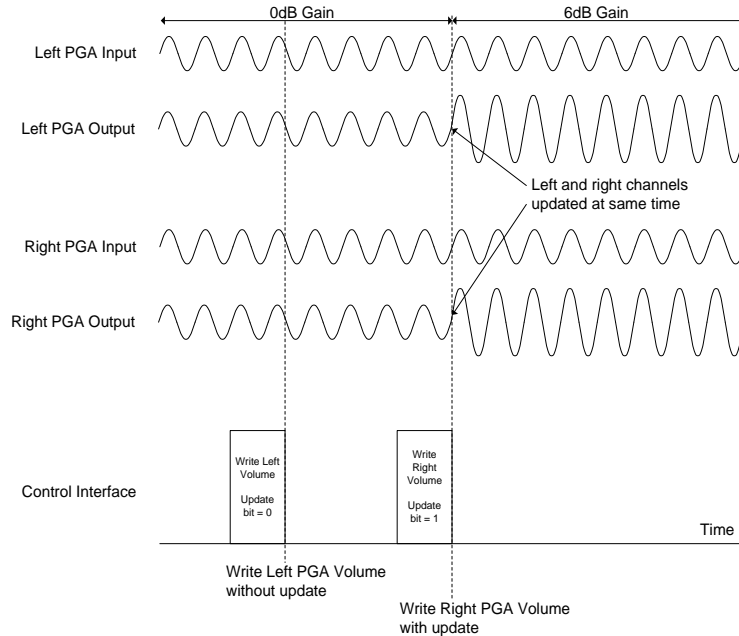 0dB Gain
6dB Gain
Left PGA Input
Left PGA Output
Left and right channels
updated at same time
Right PGA Input
Right PGA Output
Control Interface
Write Left
Volume
Update
bit = 0
Write
Right
Volume
Update
bit = 1
Time
Write Left PGA Volume
without update
Write Right PGA Volume
with update